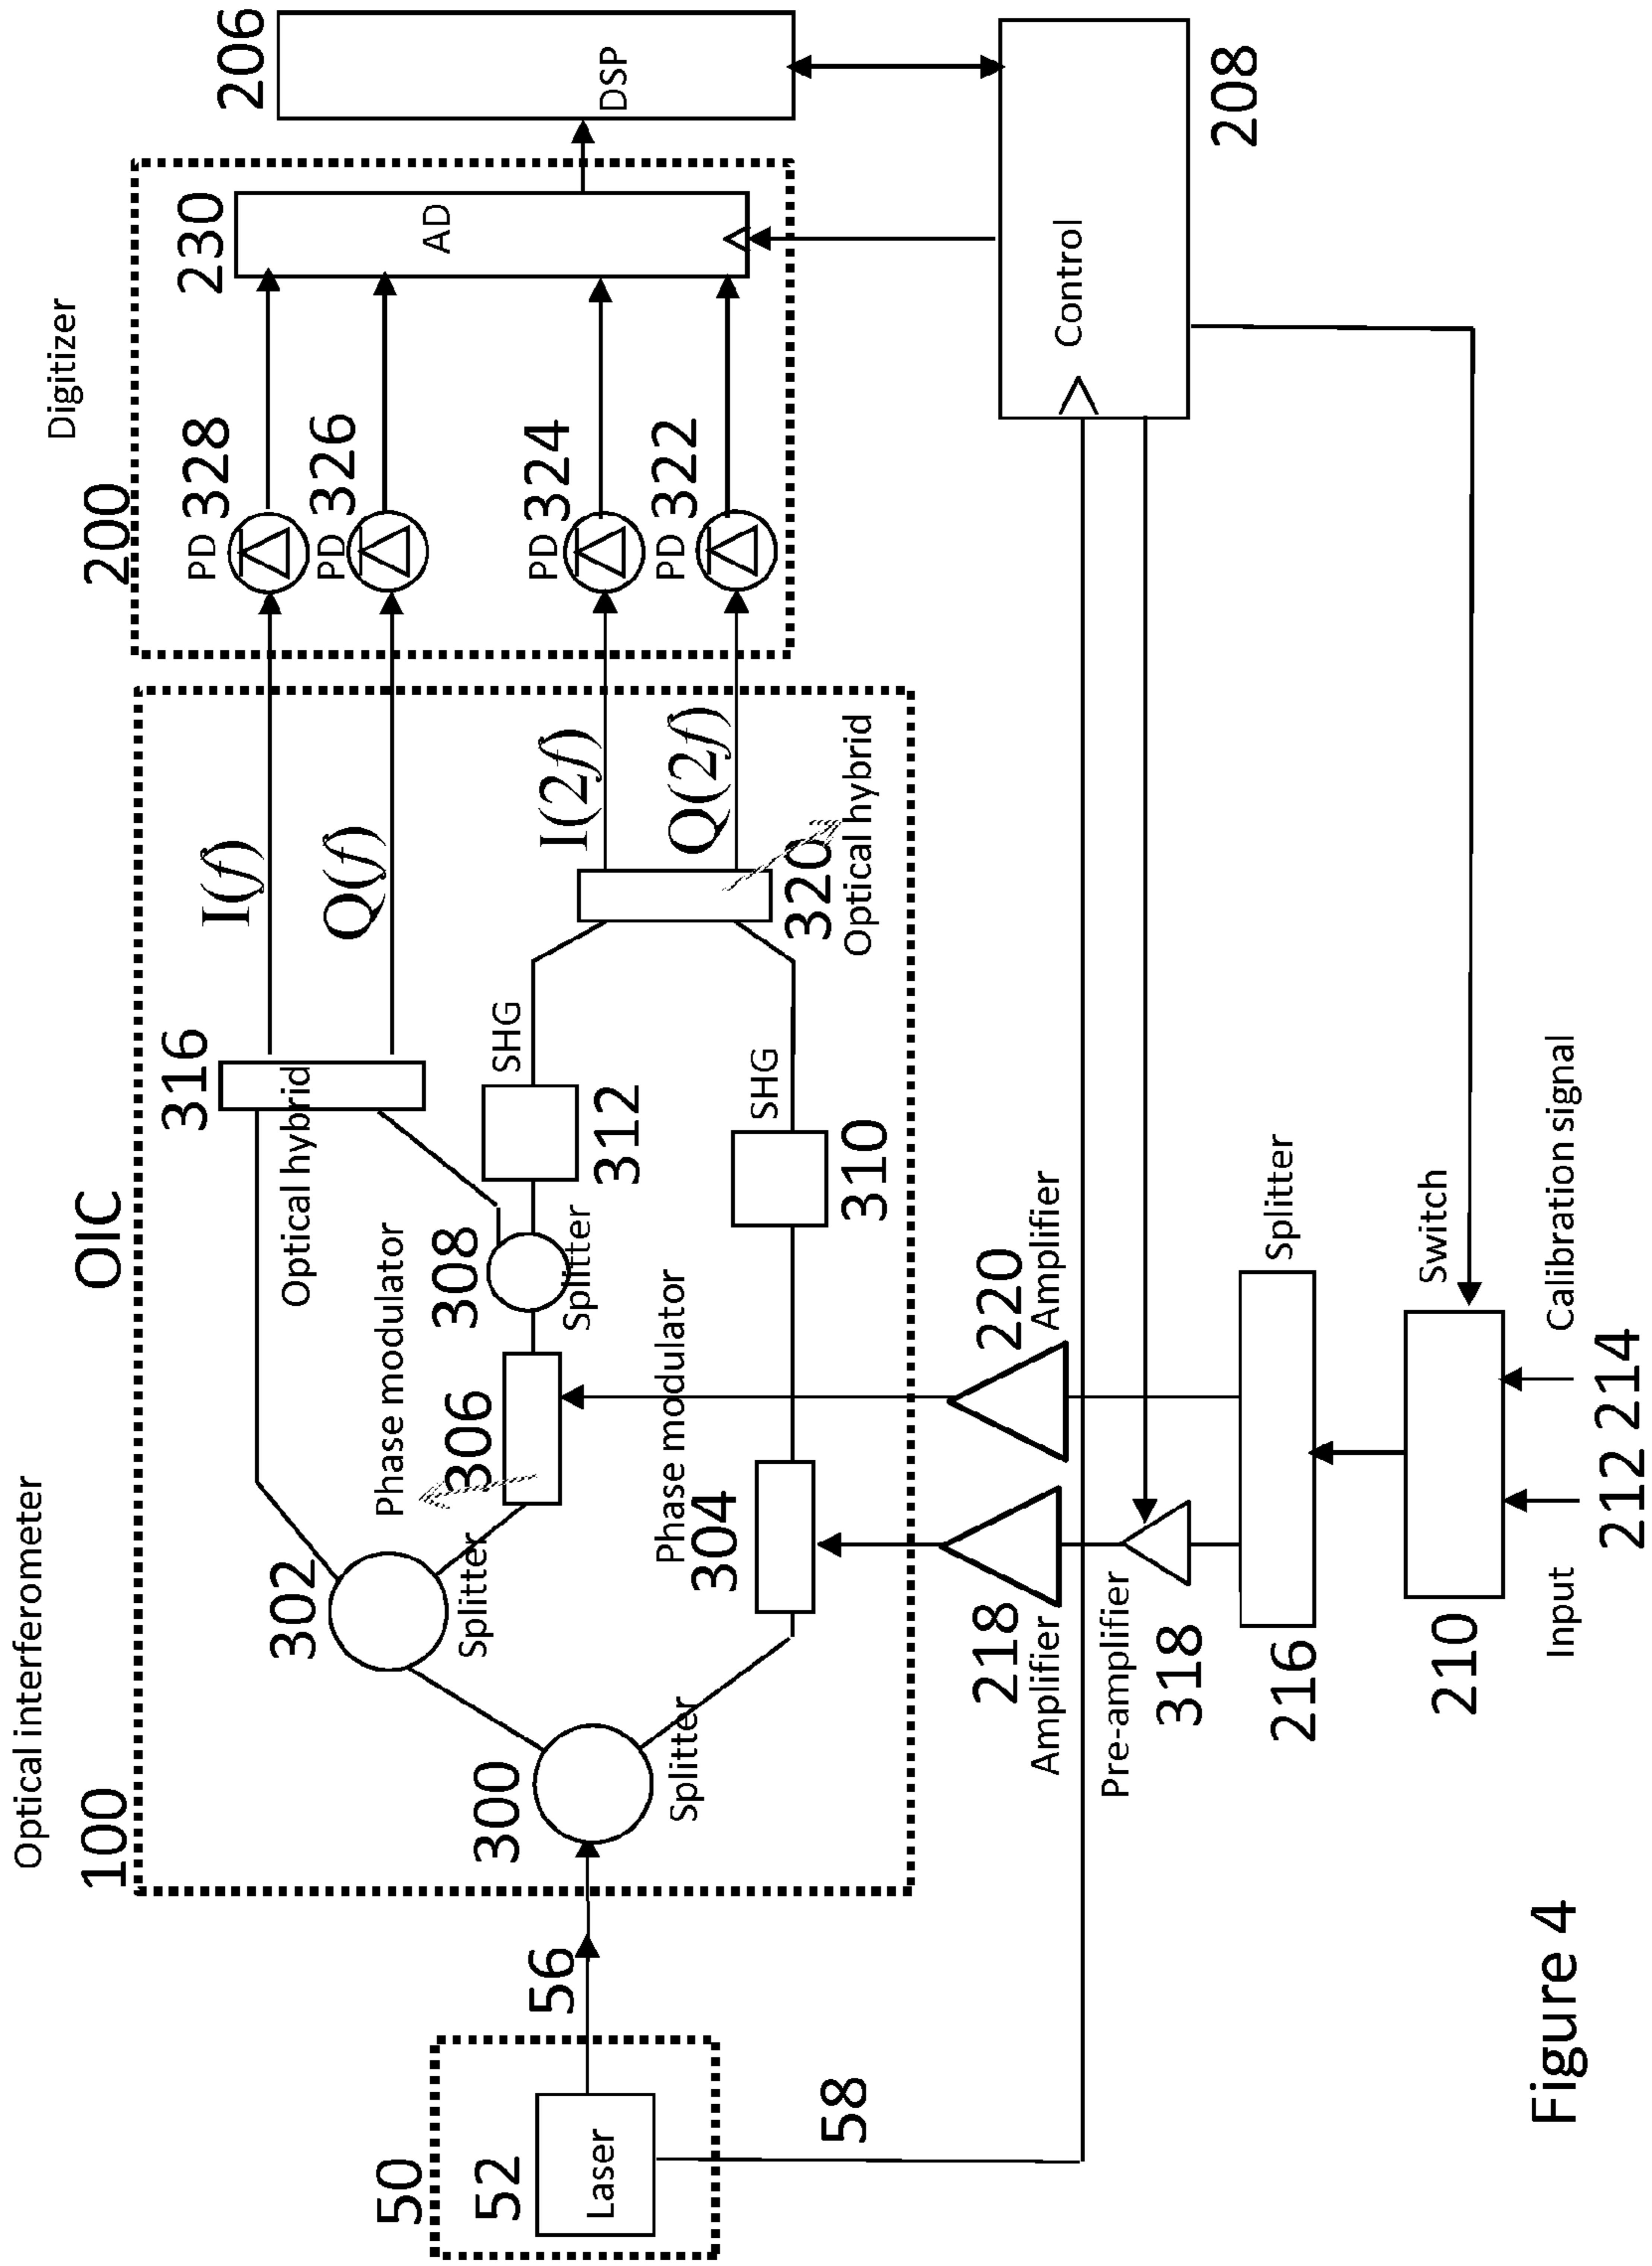 Optical interferometer
100
OIC
Digitizer
200
50
52
Laser
56
58
300
Splitter
302
Splitter
Phase modulator
306
Phase modulator
304
308
Splitter
312
SHG
310
SHG
316
Optical hybrid
320
Optical hybrid
I(f)
Q(f)
I(2f)
Q(2f)
PD 328
PD 326
PD 324
PD 322
230
AD
206
DSP
208
Control
218
Amplifier
220
Amplifier
Pre-amplifier
318
216
Splitter
210
Switch
Input
212 214
Calibration signal
Figure 4